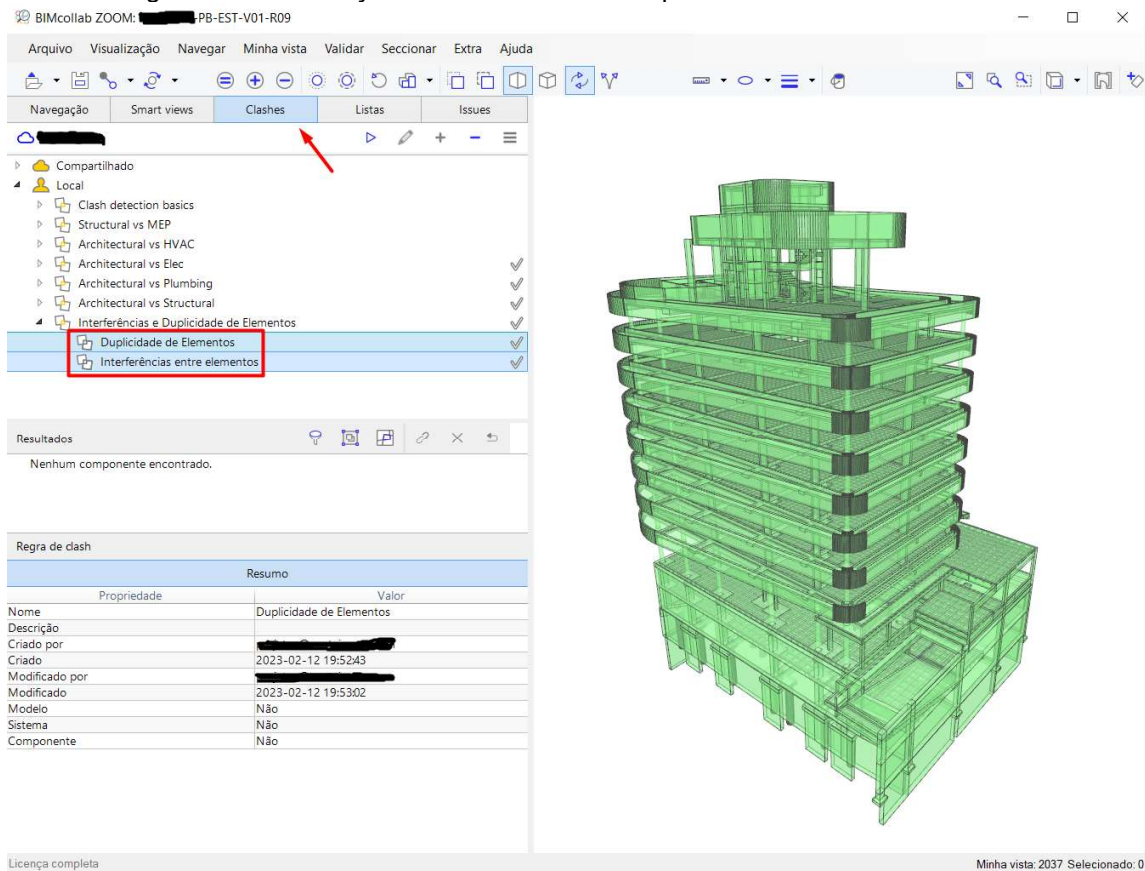 BIMcollab ZOOM: -PB-EST-V01-R09
Arquivo Visualização Navegar Minha vista Validar Seccionar Extra Ajuda
Navegação Smart views Clashes Listas Issues
Compartilhado
Local
Clash detection basics
Structural vs MEP
Architectural vs HVAC
Architectural vs Elec
Architectural vs Plumbing
Architectural vs Structural
Interferências e Duplicidade de Elementos
Duplicidade de Elementos
Interferências entre elementos
Resultados
Nenhum componente encontrado.
Regra de clash
Resumo
Propriedade Valor
Nome Duplicidade de Elementos
Descrição
Criado por
Criado 2023-02-12 19:52:43
Modificado por
Modificado 2023-02-12 19:53:02
Modelo Não
Sistema Não
Componente Não
Licença completa Minha vista: 2037 Selecionado: 0